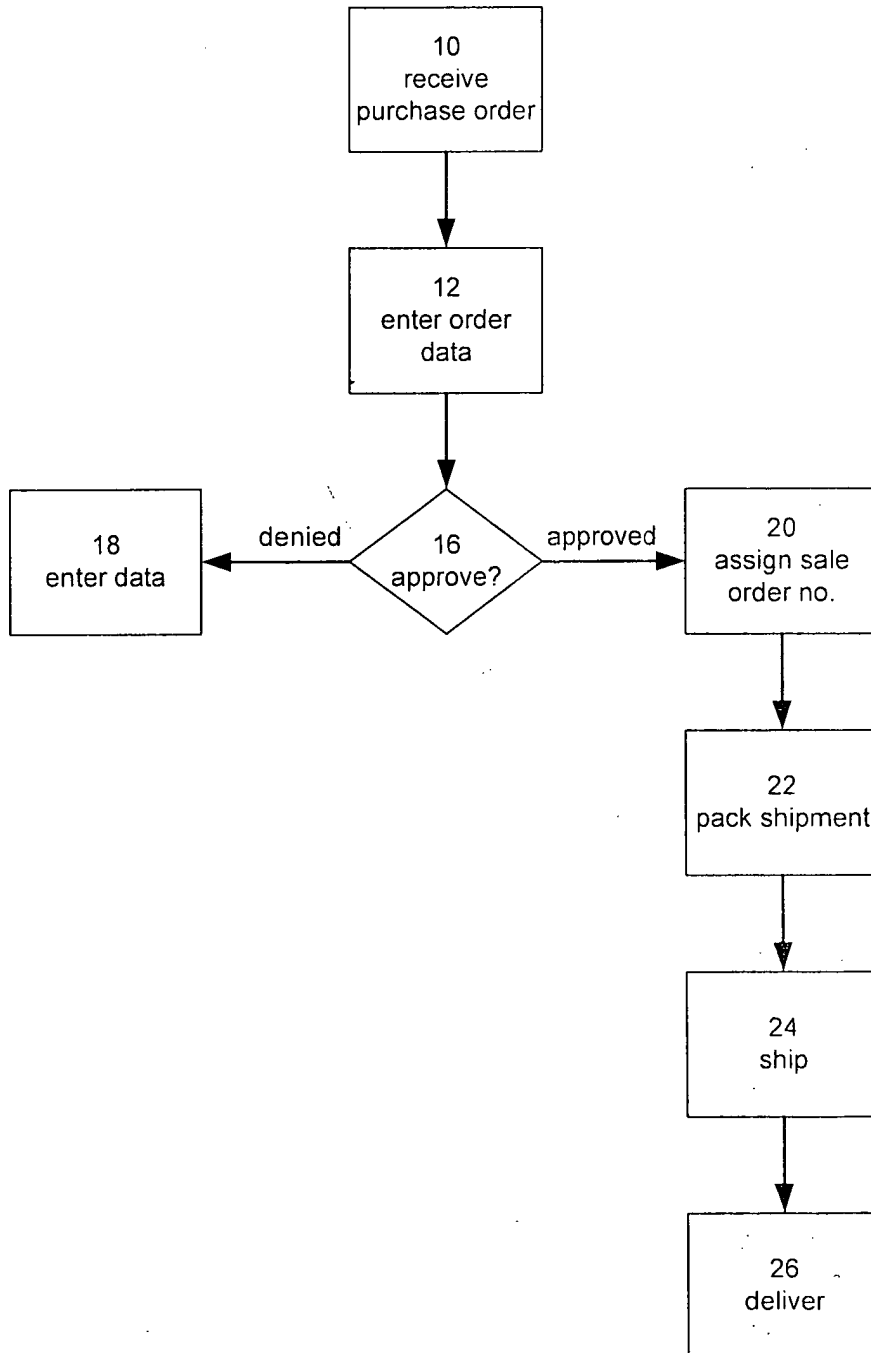 10
receive
purchase order
12
enter order
data
denied
16
approve?
approved
18
enter data
20
assign sale
order no.
22
pack shipment
24
ship
26
deliver